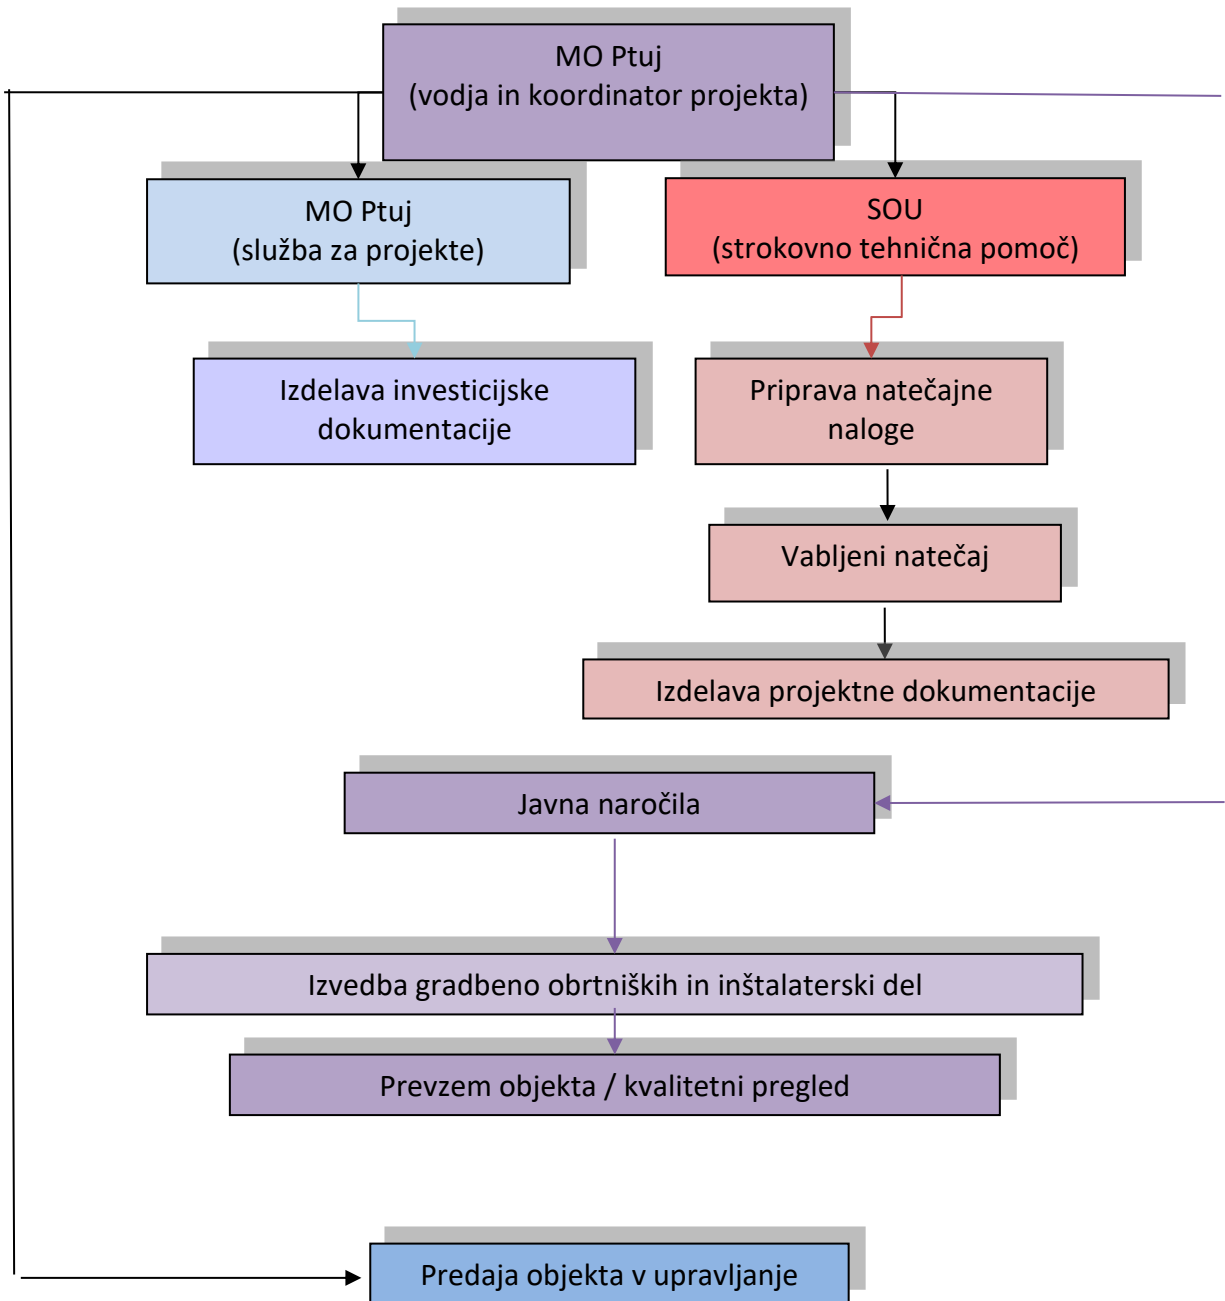 MO Ptuj
(vodja in koordinator projekta)
MO Ptuj
(služba za projekte)
SOU
(strokovno tehnična pomoč)
Izdelava investicijske
dokumentacije
Priprava natečajne
naloge
Vabljeni natečaj
Izdelava projektne dokumentacije
Javna naročila
Izvedba gradbeno obrtniških in inštalaterski del
Prevzem objekta / kvalitetni pregled
Predaja objekta v upravljanje